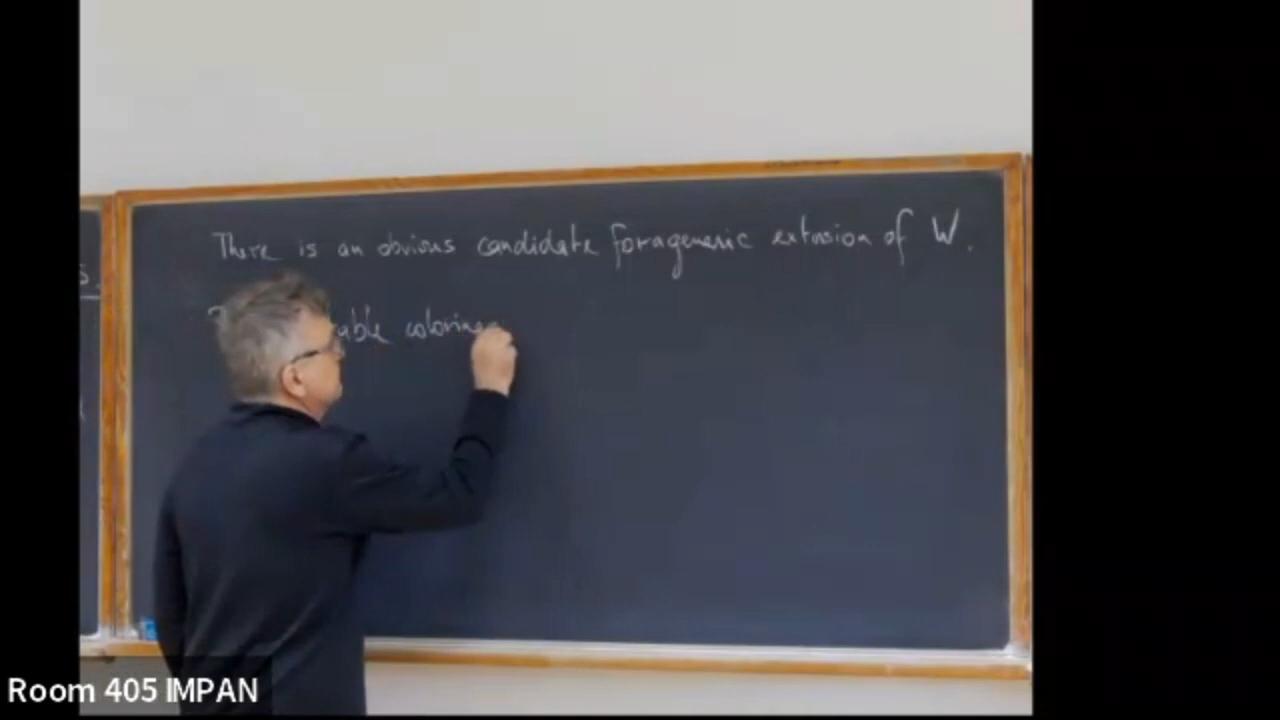 There is an obvious candidate for a generic extension of W.
able coloring
Room 405 IMPAN